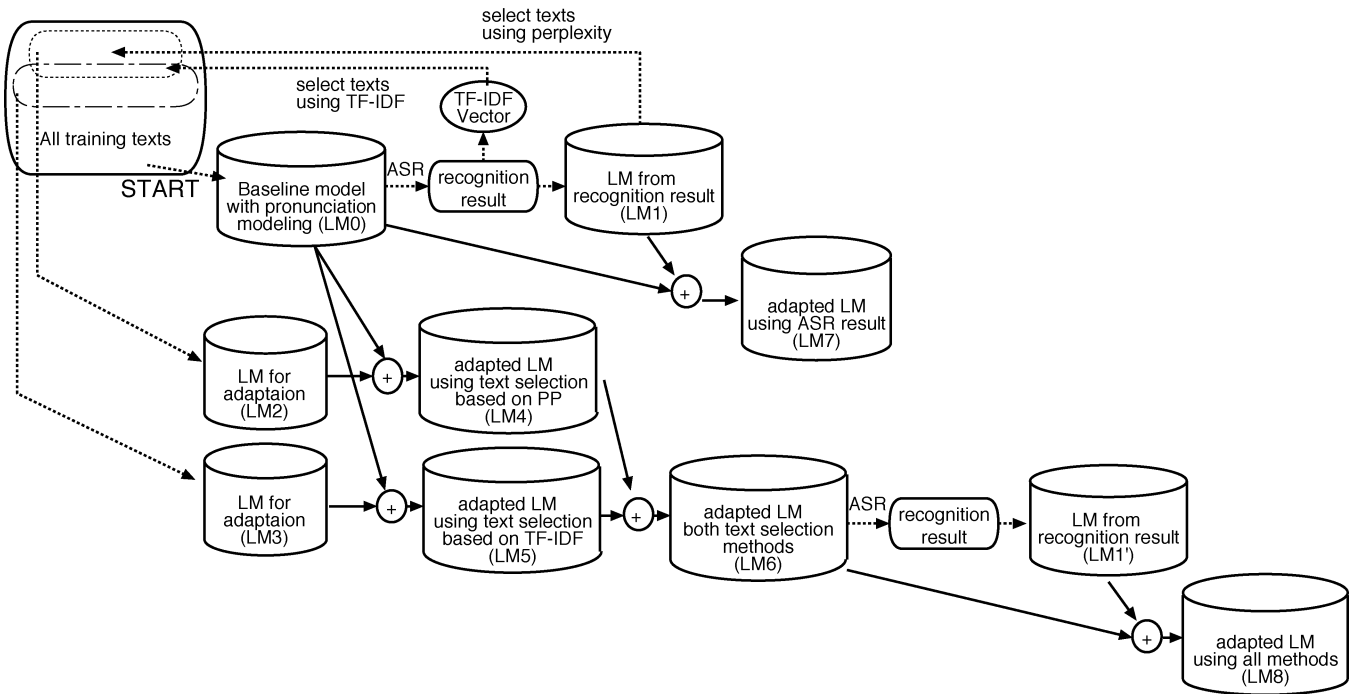 select texts
using perplexity
select texts
using TF-IDF
TF-IDF
Vector
All training texts
START
Baseline model
with pronunciation
modeling (LM0)
ASR
recognition
result
LM from
recognition result
(LM1)
+
adapted LM
using ASR result
(LM7)
LM for
adaptaion
(LM2)
+
adapted LM
using text selection
based on PP
(LM4)
LM for
adaptaion
(LM3)
+
adapted LM
using text selection
based on TF-IDF
(LM5)
+
adapted LM
both text selection
methods
(LM6)
ASR
recognition
result
LM from
recognition result
(LM1')
+
adapted LM
using all methods
(LM8)